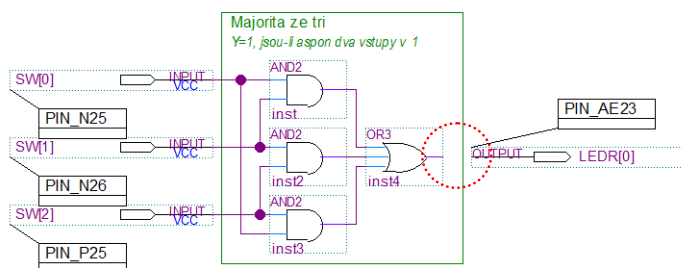 Majorita ze tri
Y=1, jsou-li aspon dva vstupy v 1
SW[0]
INPUT
VCC
PIN_N25
AND2
inst
SW[1]
INPUT
VCC
PIN_N26
AND2
inst2
OR3
inst4
SW[2]
INPUT
VCC
PIN_P25
AND2
inst3
PIN_AE23
OUTPUT
LEDR[0]